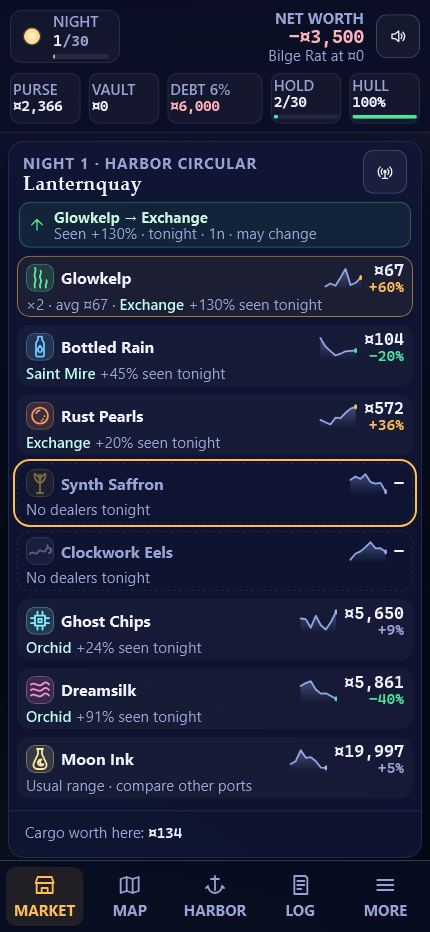 NIGHT
1/30
NET WORTH
−¤3,500
Bilge Rat at ¤0
PURSE
¤2,366
VAULT
¤0
DEBT 6%
¤6,000
HOLD
2/30
HULL
100%
NIGHT 1 · HARBOR CIRCULAR
Lanternquay
Glowkelp → Exchange
Seen +130% · tonight · 1n · may change
Glowkelp
¤67
+60%
×2 · avg ¤67 · Exchange +130% seen tonight
Bottled Rain
¤104
−20%
Saint Mire +45% seen tonight
Rust Pearls
¤572
+36%
Exchange +20% seen tonight
Synth Saffron
—
No dealers tonight
Clockwork Eels
—
No dealers tonight
Ghost Chips
¤5,650
+9%
Orchid +24% seen tonight
Dreamsilk
¤5,861
−40%
Orchid +91% seen tonight
Moon Ink
¤19,997
+5%
Usual range · compare other ports
Cargo worth here: ¤134
MARKET
MAP
HARBOR
LOG
MORE